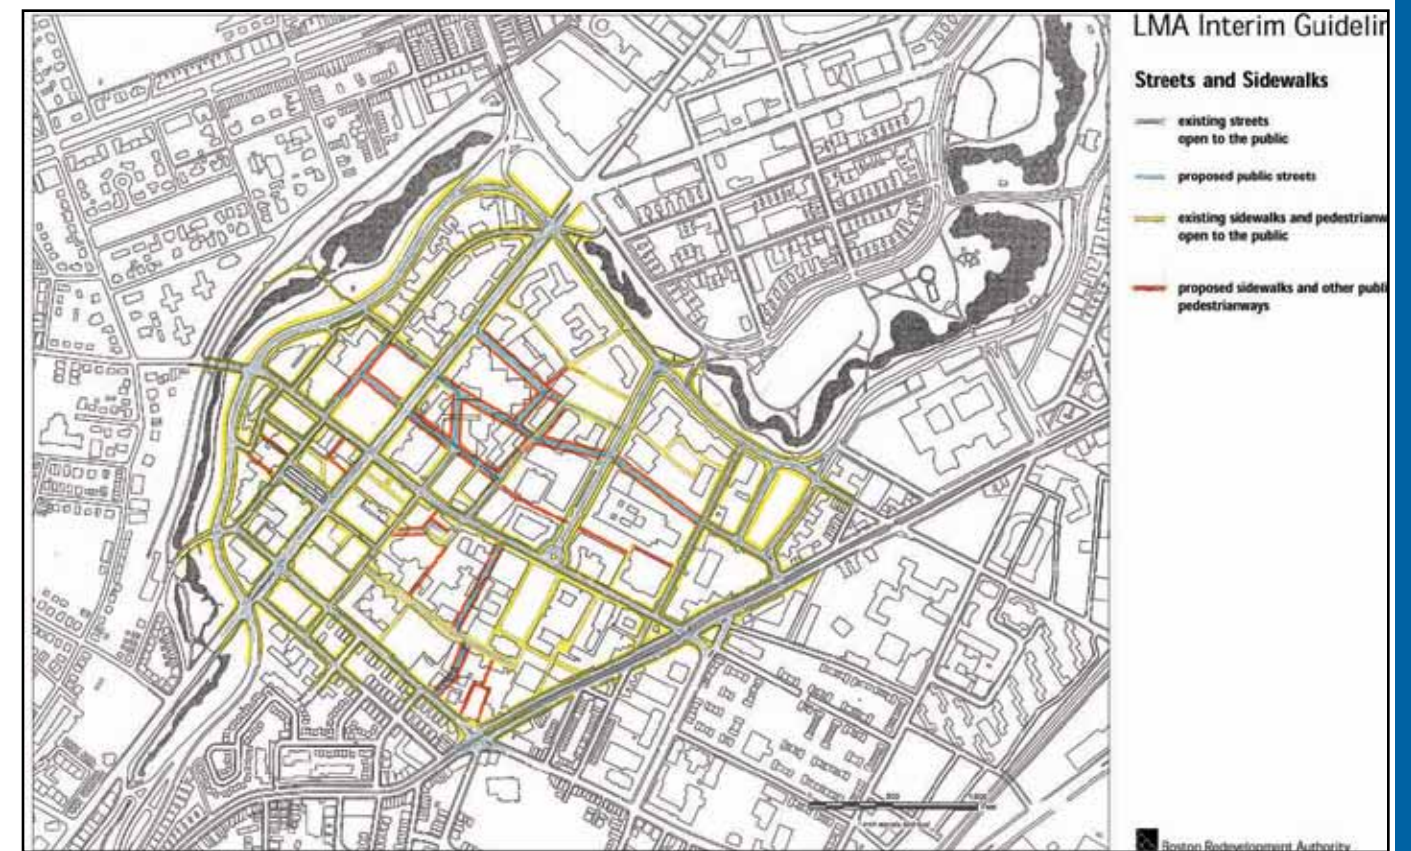 LMA Interim Guidelin
Streets and Sidewalks
existing streets
open to the public
proposed public streets
existing sidewalks and pedestrianw
open to the public
proposed sidewalks and other publi
pedestrianways
Boston Redevelopment Authority